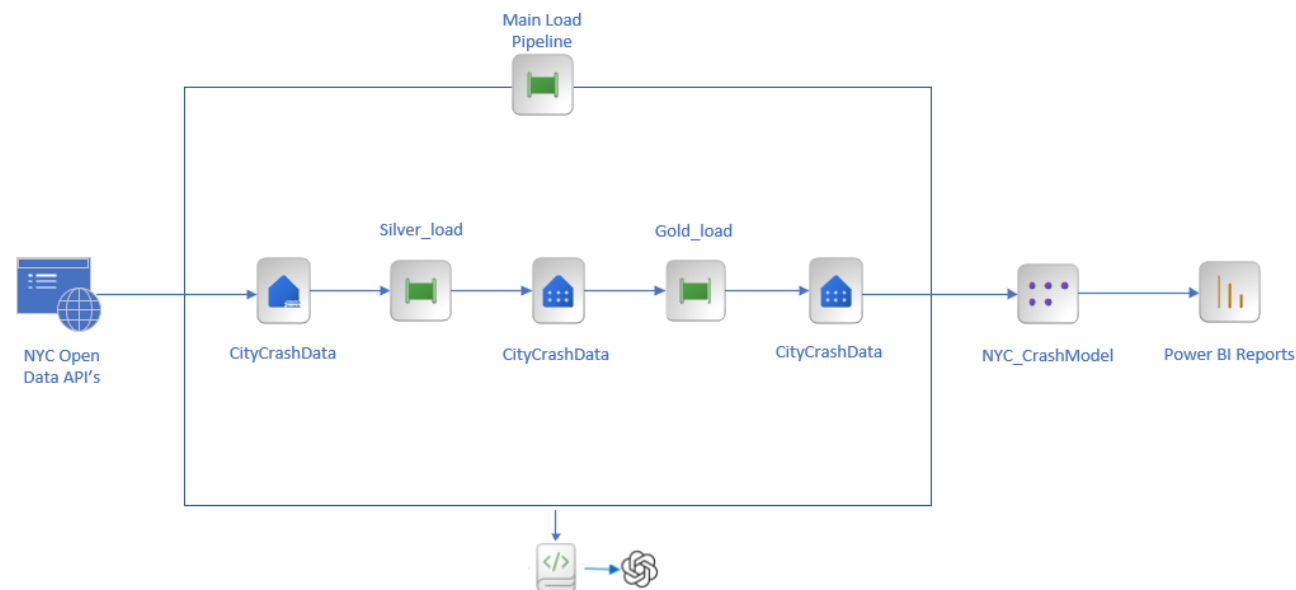 Main Load
Pipeline
Silver_load
Gold_load
NYC Open
Data API's
CityCrashData
CityCrashData
CityCrashData
NYC_CrashModel
Power BI Reports
</>